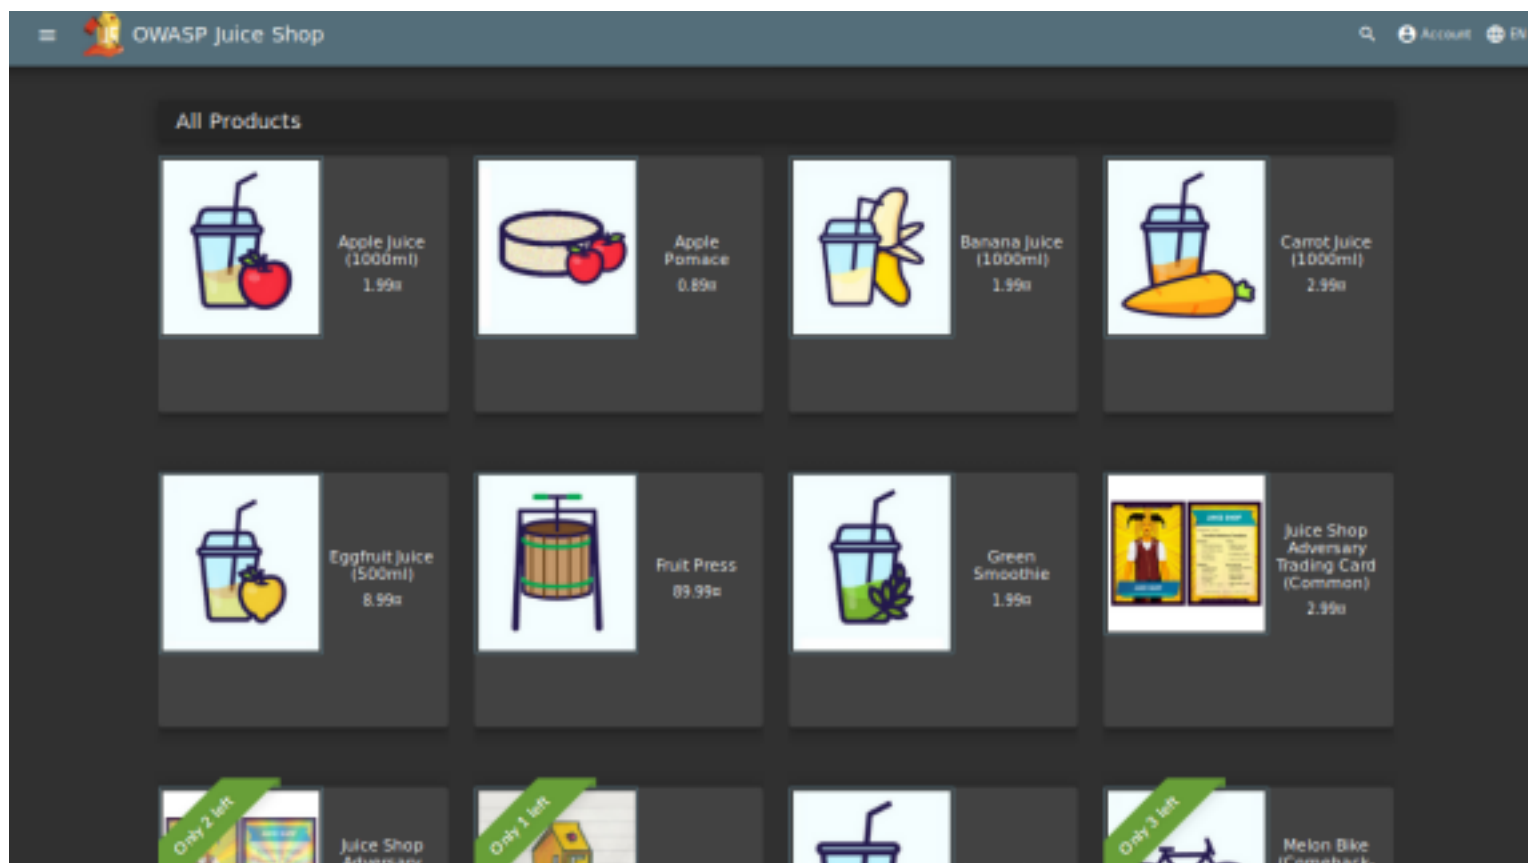 OWASP Juice Shop
Account
EN
All Products
Apple Juice
(1000ml)
1.99¤
Apple
Pomace
0.89¤
Banana Juice
(1000ml)
1.99¤
Carrot Juice
(1000ml)
2.99¤
Eggfruit Juice
(500ml)
8.99¤
Fruit Press
89.99¤
Green
Smoothie
1.99¤
Juice Shop
Adversary
Trading Card
(Common)
2.99¤
Only 2 left
Juice Shop
Adversary
Only 1 left
Only 3 left
Melon Bike
(Comeback